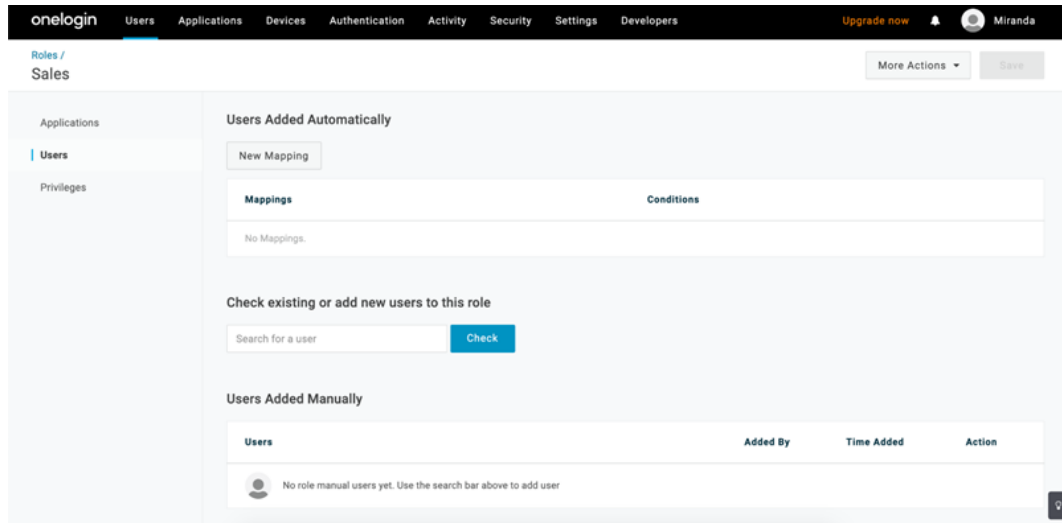 onelogin Users Applications Devices Authentication Activity Security Settings Developers Upgrade now Miranda
Roles /
Sales
More Actions Save
Applications
Users
Privileges
Users Added Automatically
New Mapping
Mappings Conditions
No Mappings.
Check existing or add new users to this role
Search for a user Check
Users Added Manually
Users Added By Time Added Action
No role manual users yet. Use the search bar above to add user